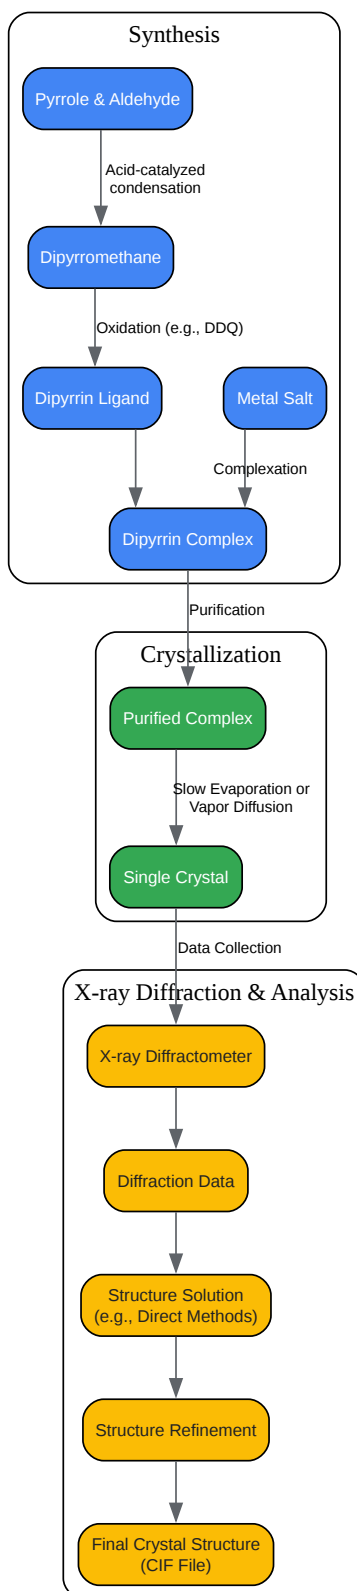 Synthesis
Pyrrole & Aldehyde
Acid-catalyzed
condensation
Dipyrromethane
Oxidation (e.g., DDQ)
Dipyrrin Ligand
Metal Salt
Complexation
Dipyrrin Complex
Purification
Crystallization
Purified Complex
Slow Evaporation or
Vapor Diffusion
Single Crystal
Data Collection
X-ray Diffraction & Analysis
X-ray Diffractometer
Diffraction Data
Structure Solution
(e.g., Direct Methods)
Structure Refinement
Final Crystal Structure
(CIF File)